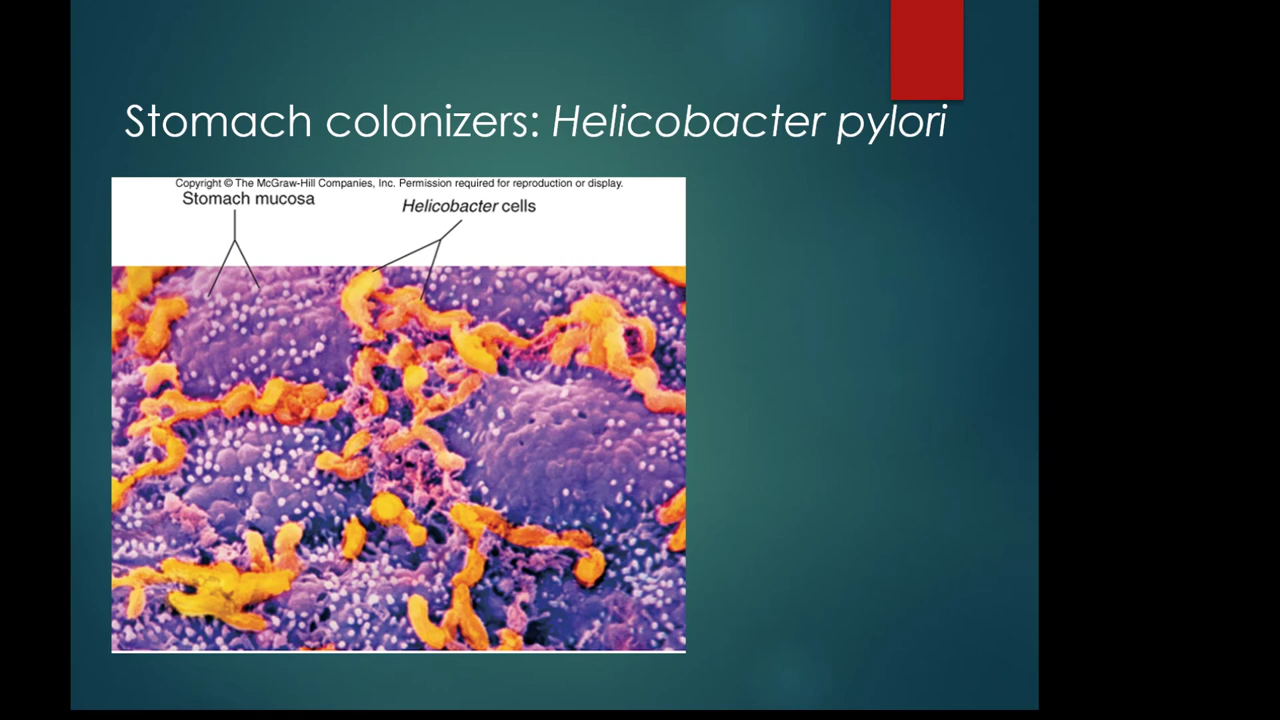 Stomach colonizers: Helicobacter pylori
Copyright © The McGraw-Hill Companies, Inc. Permission required for reproduction or display.
Stomach mucosa
Helicobacter cells